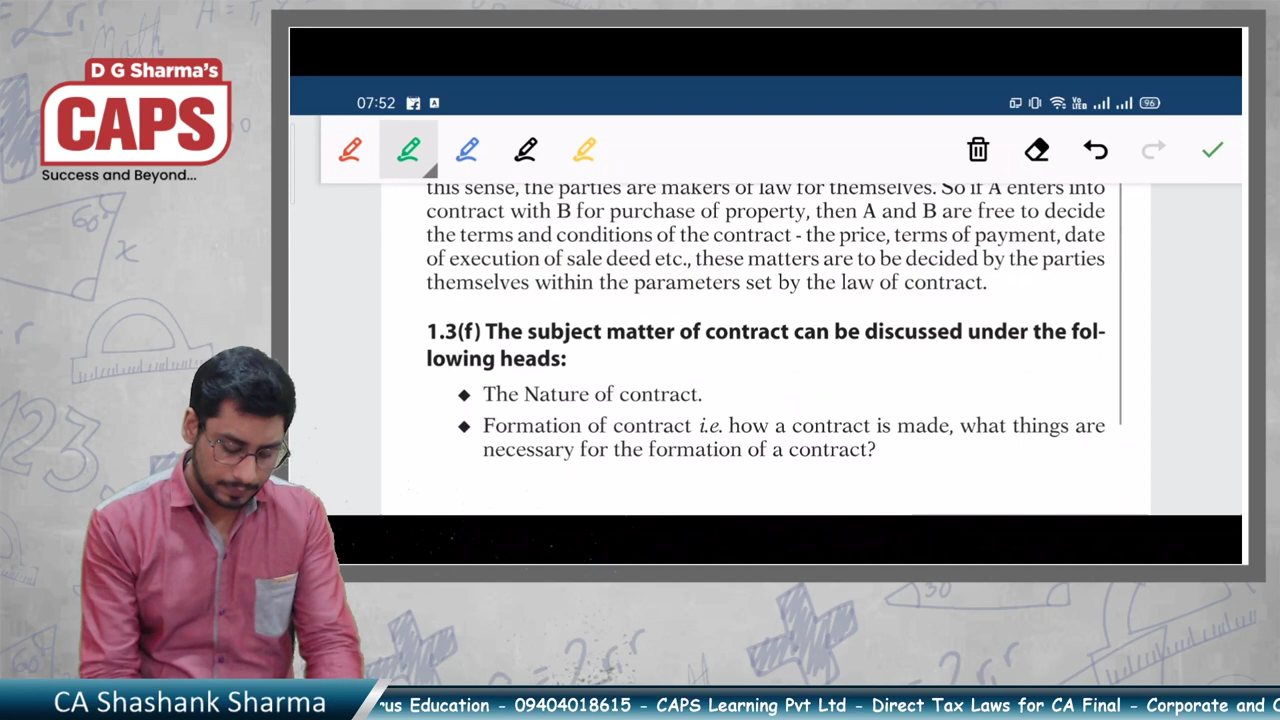 D G Sharma's
CAPS
Success and Beyond...
07:52
96
this sense, the parties are makers of law for themselves. So if A enters into
contract with B for purchase of property, then A and B are free to decide
the terms and conditions of the contract - the price, terms of payment, date
of execution of sale deed etc., these matters are to be decided by the parties
themselves within the parameters set by the law of contract.
1.3(f) The subject matter of contract can be discussed under the fol-
lowing heads:
◆ The Nature of contract.
◆ Formation of contract i.e. how a contract is made, what things are
necessary for the formation of a contract?
CA Shashank Sharma
rus Education - 09404018615 - CAPS Learning Pvt Ltd - Direct Tax Laws for CA Final - Corporate and